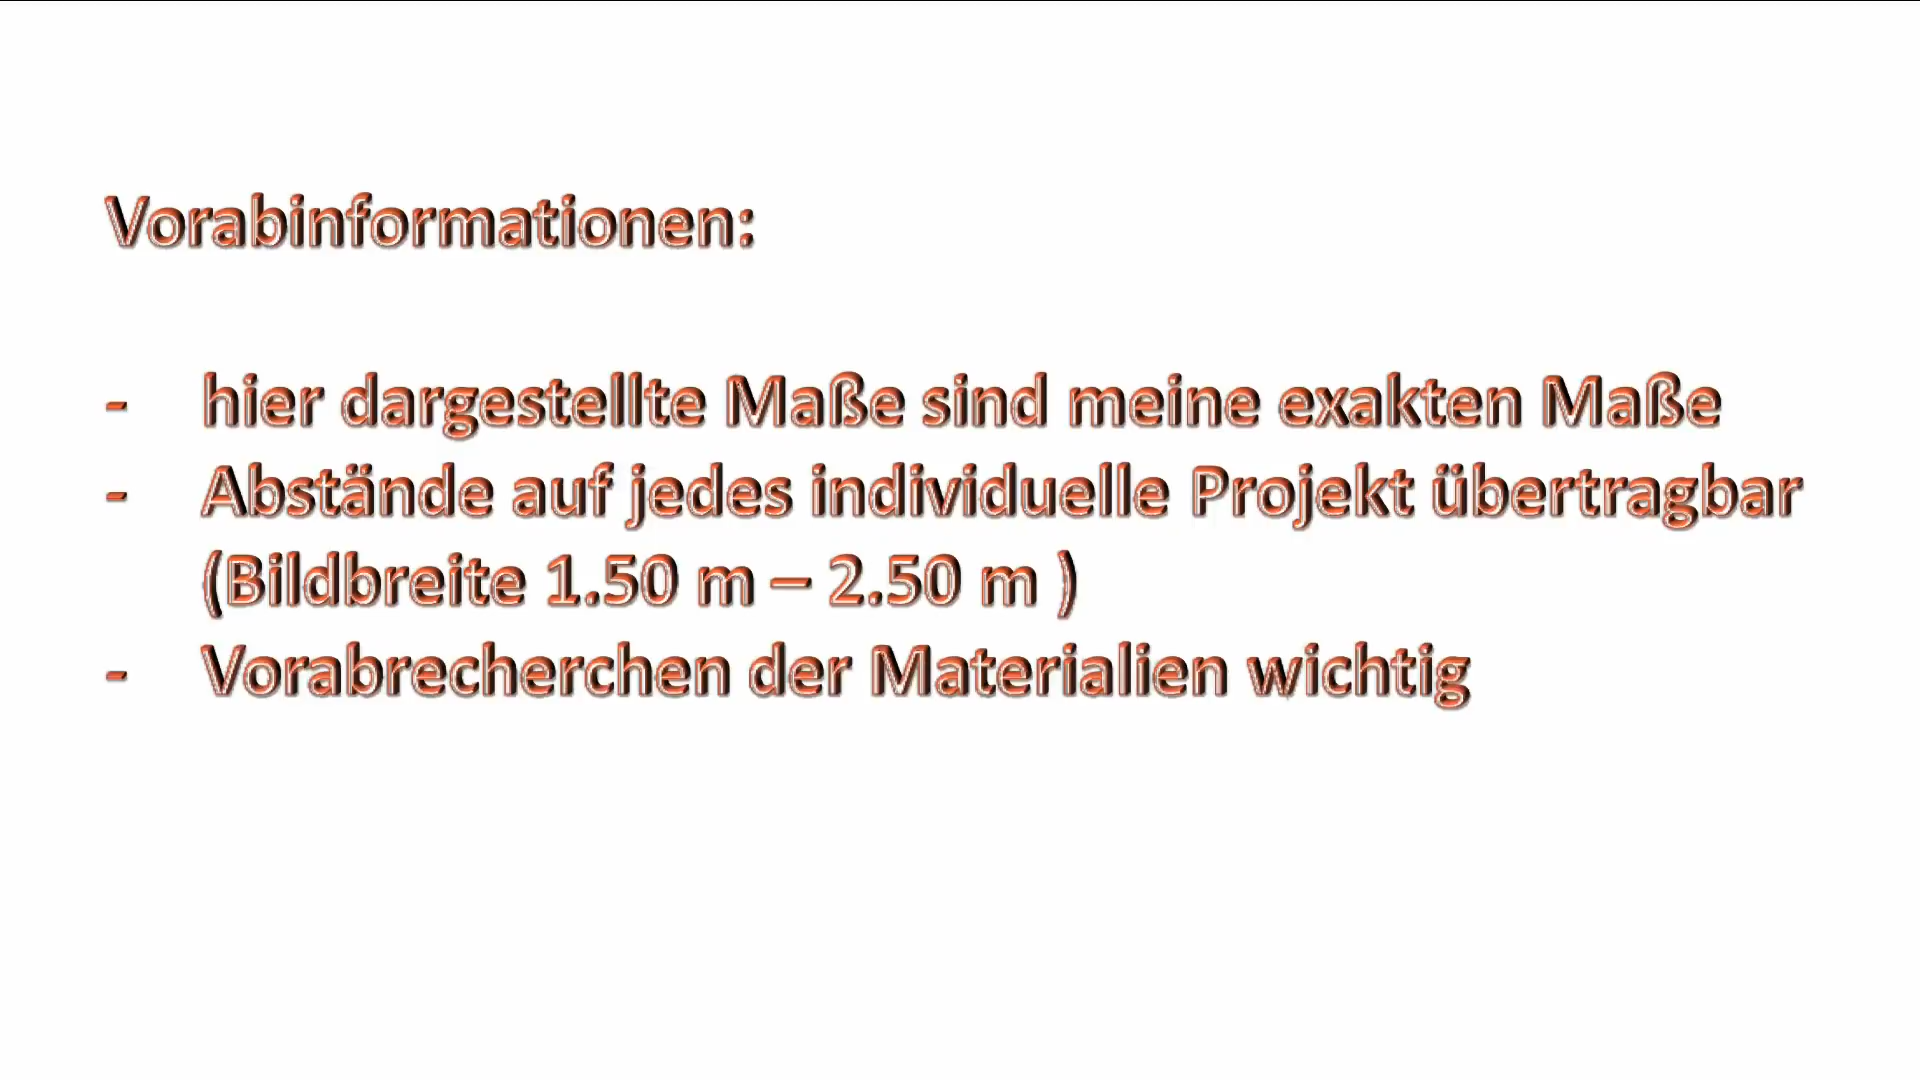 Vorabinformationen:
- hier dargestellte Maße sind meine exakten Maße
- Abstände auf jedes individuelle Projekt übertragbar
(Bildbreite 1.50 m – 2.50 m )
- Vorabrecherchen der Materialien wichtig